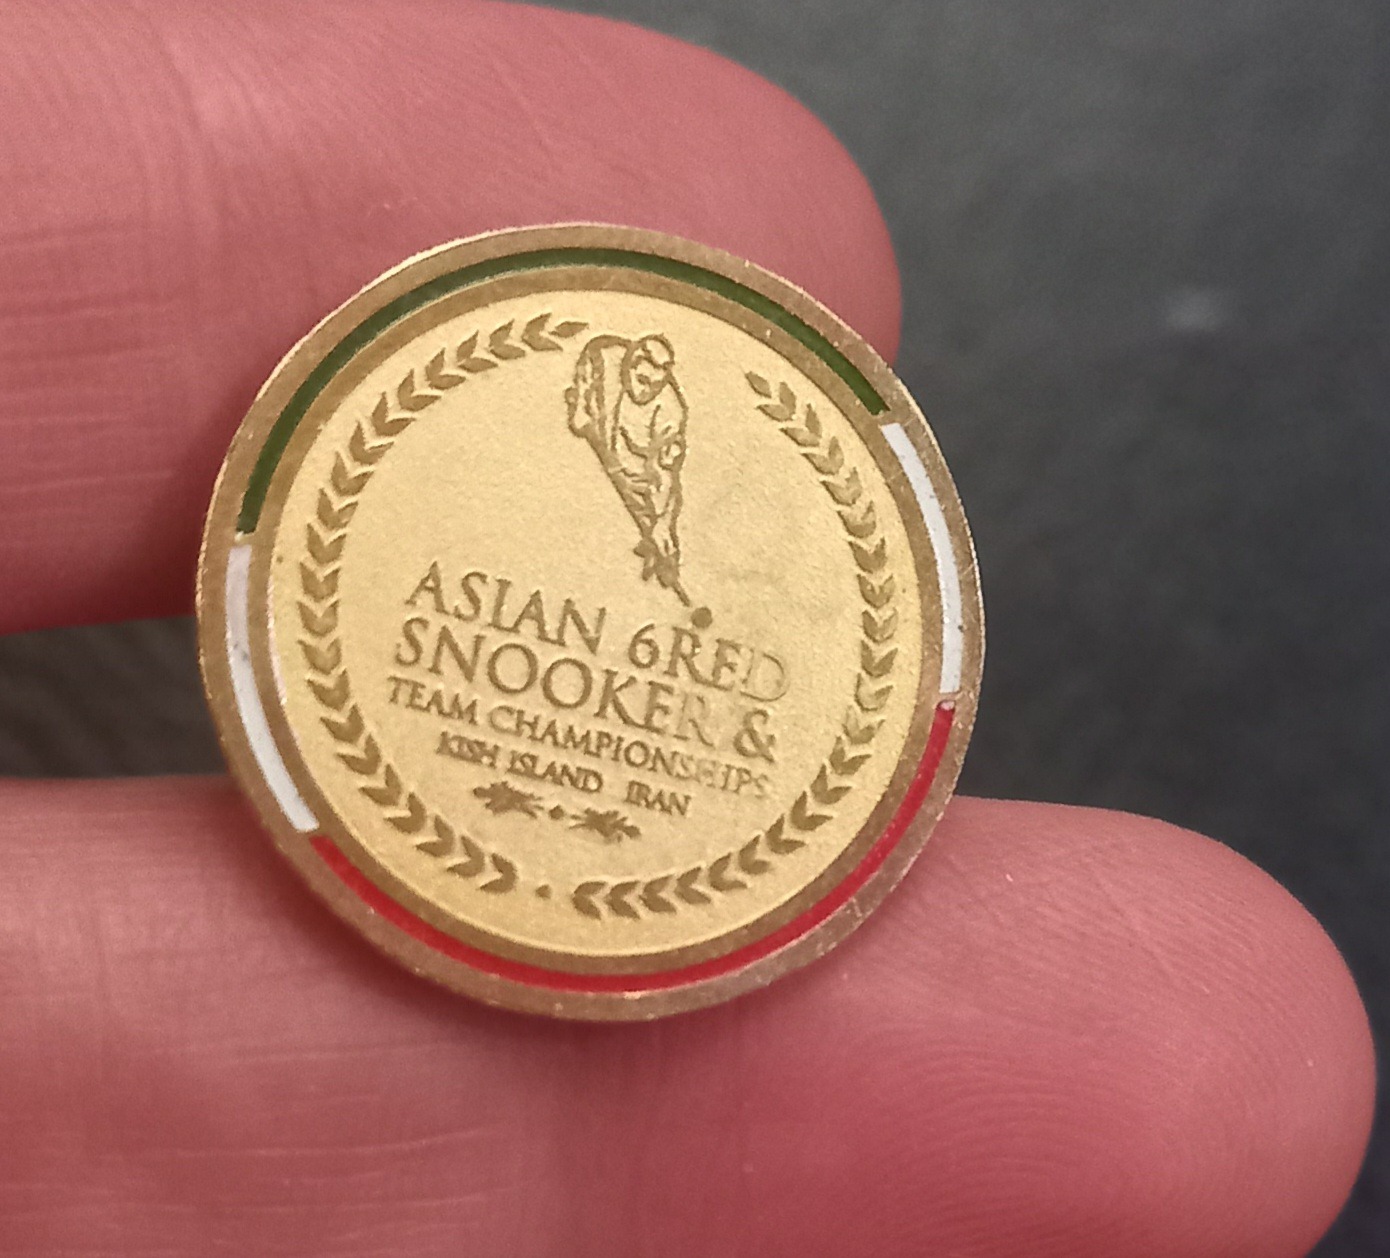 ASIAN 6RED
SNOOKER &
TEAM CHAMPIONSHIPS
KISH ISLAND IRAN